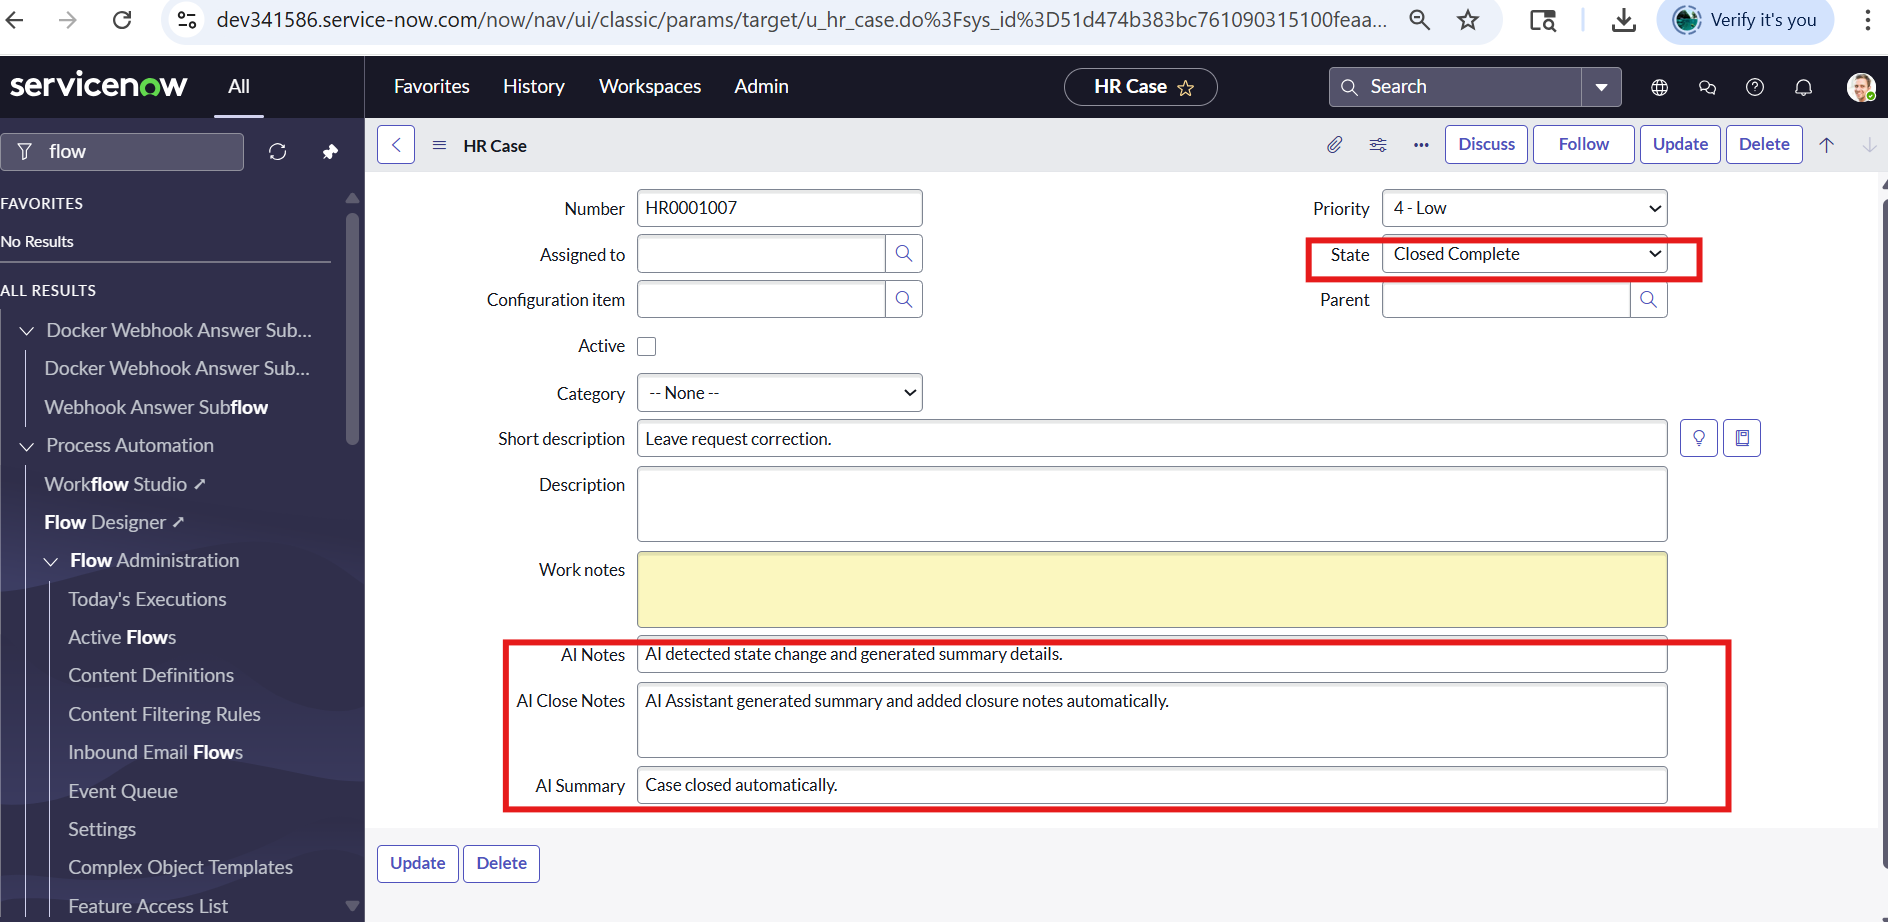 dev341586.service-now.com/now/nav/ui/classic/params/target/u_hr_case.do%3Fsys_id%3D51d474b383bc761090315100feaa...
Verify it's you
servicenow
All
Favorites
History
Workspaces
Admin
HR Case
Search
flow
HR Case
Discuss
Follow
Update
Delete
FAVORITES
No Results
ALL RESULTS
Docker Webhook Answer Sub...
Docker Webhook Answer Sub...
Webhook Answer Subflow
Process Automation
Workflow Studio
Flow Designer
Flow Administration
Today's Executions
Active Flows
Content Definitions
Content Filtering Rules
Inbound Email Flows
Event Queue
Settings
Complex Object Templates
Feature Access List
Number HR0001007
Priority 4 - Low
Assigned to
State Closed Complete
Configuration item
Parent
Active
Category -- None --
Short description Leave request correction.
Description
Work notes
AI Notes AI detected state change and generated summary details.
AI Close Notes AI Assistant generated summary and added closure notes automatically.
AI Summary Case closed automatically.
Update
Delete